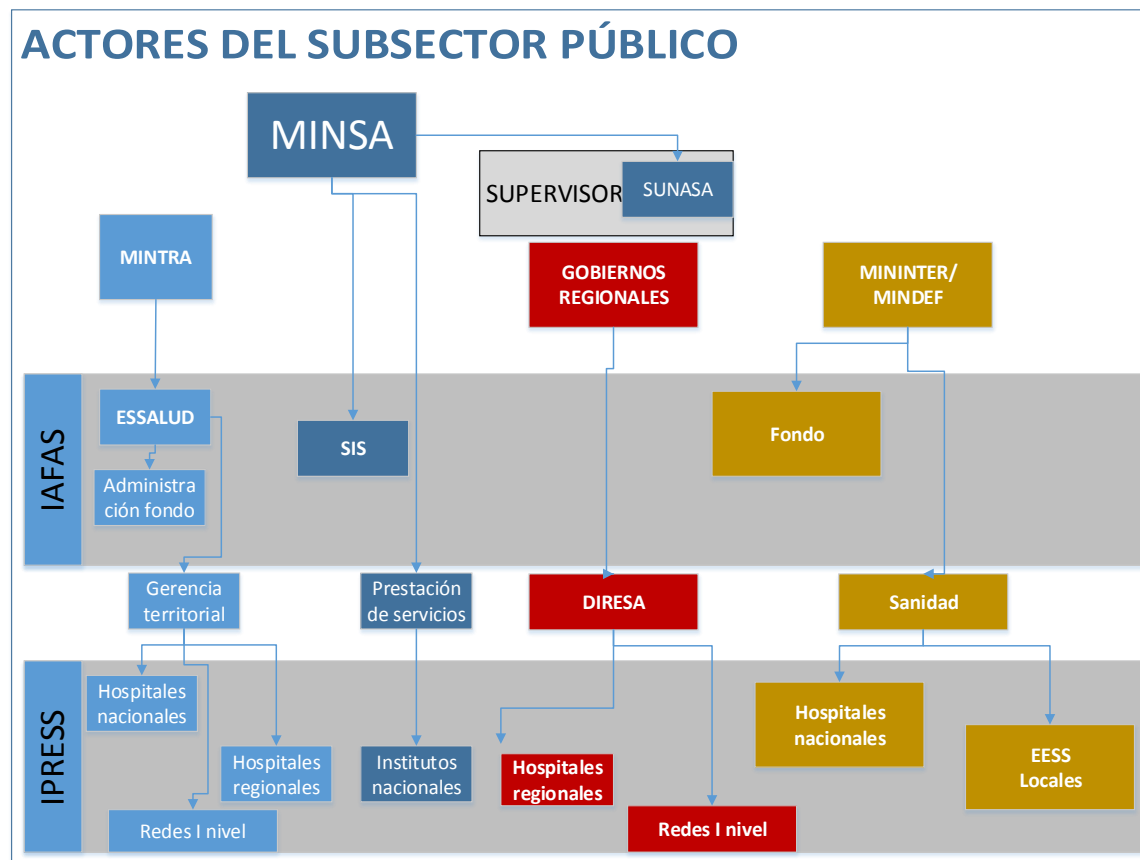 ACTORES DEL SUBSECTOR PÚBLICO
MINSA
SUPERVISOR
SUNASA
MINTRA
GOBIERNOS
REGIONALES
MININTER/
MINDEF
IAFAS
ESSALUD
SIS
Fondo
Administra
ción fondo
Gerencia
territorial
Prestación
de servicios
DIRESA
Sanidad
IPRESS
Hospitales
nacionales
Hospitales
nacionales
Hospitales
regionales
Institutos
nacionales
Hospitales
regionales
EESS
Locales
Redes I nivel
Redes I nivel